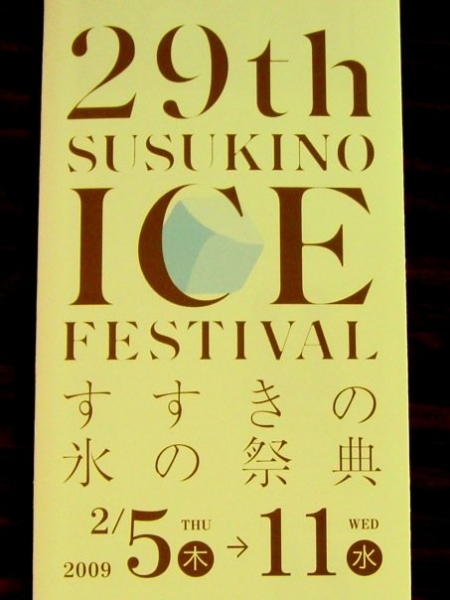 29th
SUSUKINO
ICE
FESTIVAL
すすきの
氷の祭典
2009 2/5 THU 木 → 11 WED 水